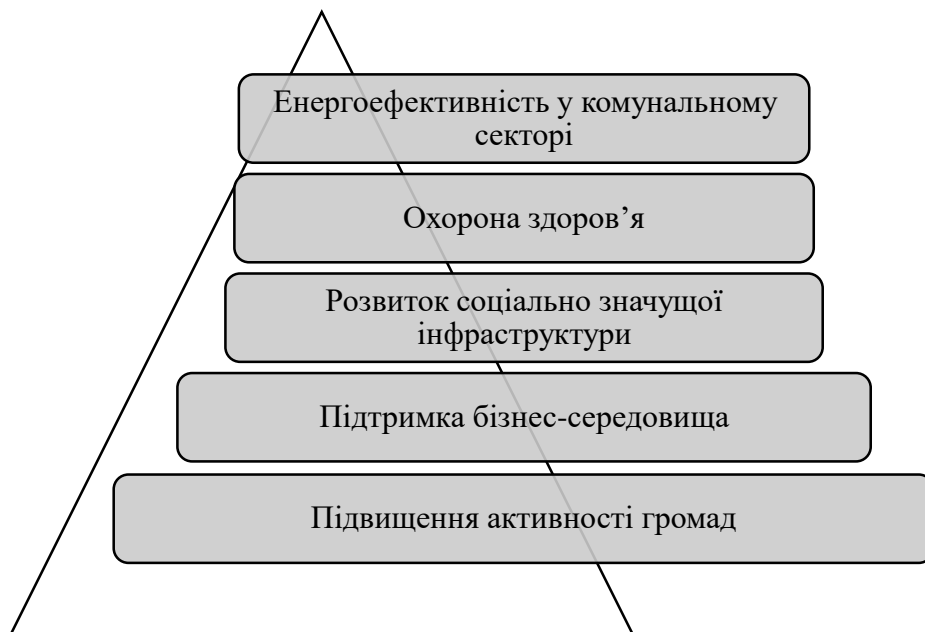 Енергоефективність у комунальному
секторі
Охорона здоров’я
Розвиток соціально значущої
інфраструктури
Підтримка бізнес-середовища
Підвищення активності громад